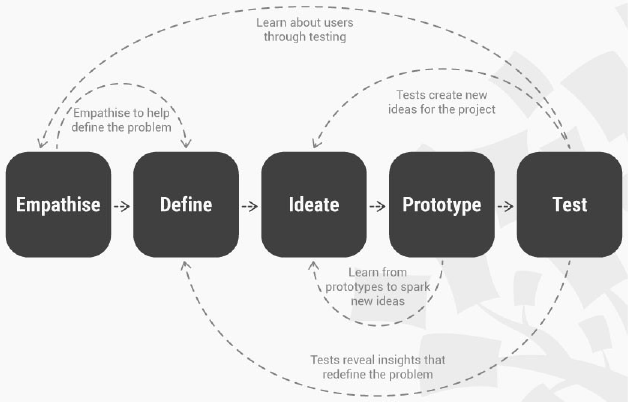 Learn about users
through testing
Tests create new
ideas for the project
Empathise to help
define the problem
Empathise
Define
Ideate
Prototype
Test
Learn from
prototypes to spark
new ideas
Tests reveal insights that
redefine the problem